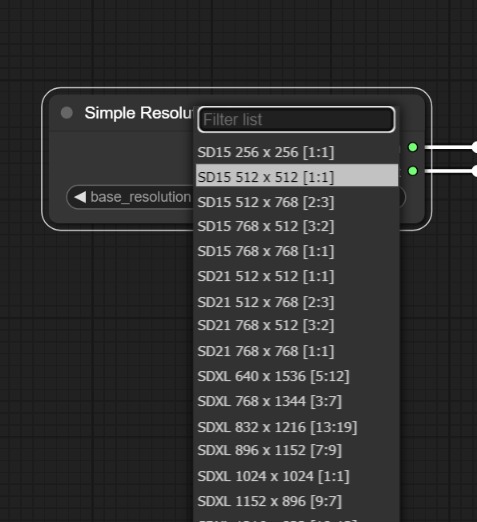 Simple Resolu
Filter list
base_resolution
SD15 256 x 256 [1:1]
SD15 512 x 512 [1:1]
SD15 512 x 768 [2:3]
SD15 768 x 512 [3:2]
SD15 768 x 768 [1:1]
SD21 512 x 512 [1:1]
SD21 512 x 768 [2:3]
SD21 768 x 512 [3:2]
SD21 768 x 768 [1:1]
SDXL 640 x 1536 [5:12]
SDXL 768 x 1344 [3:7]
SDXL 832 x 1216 [13:19]
SDXL 896 x 1152 [7:9]
SDXL 1024 x 1024 [1:1]
SDXL 1152 x 896 [9:7]